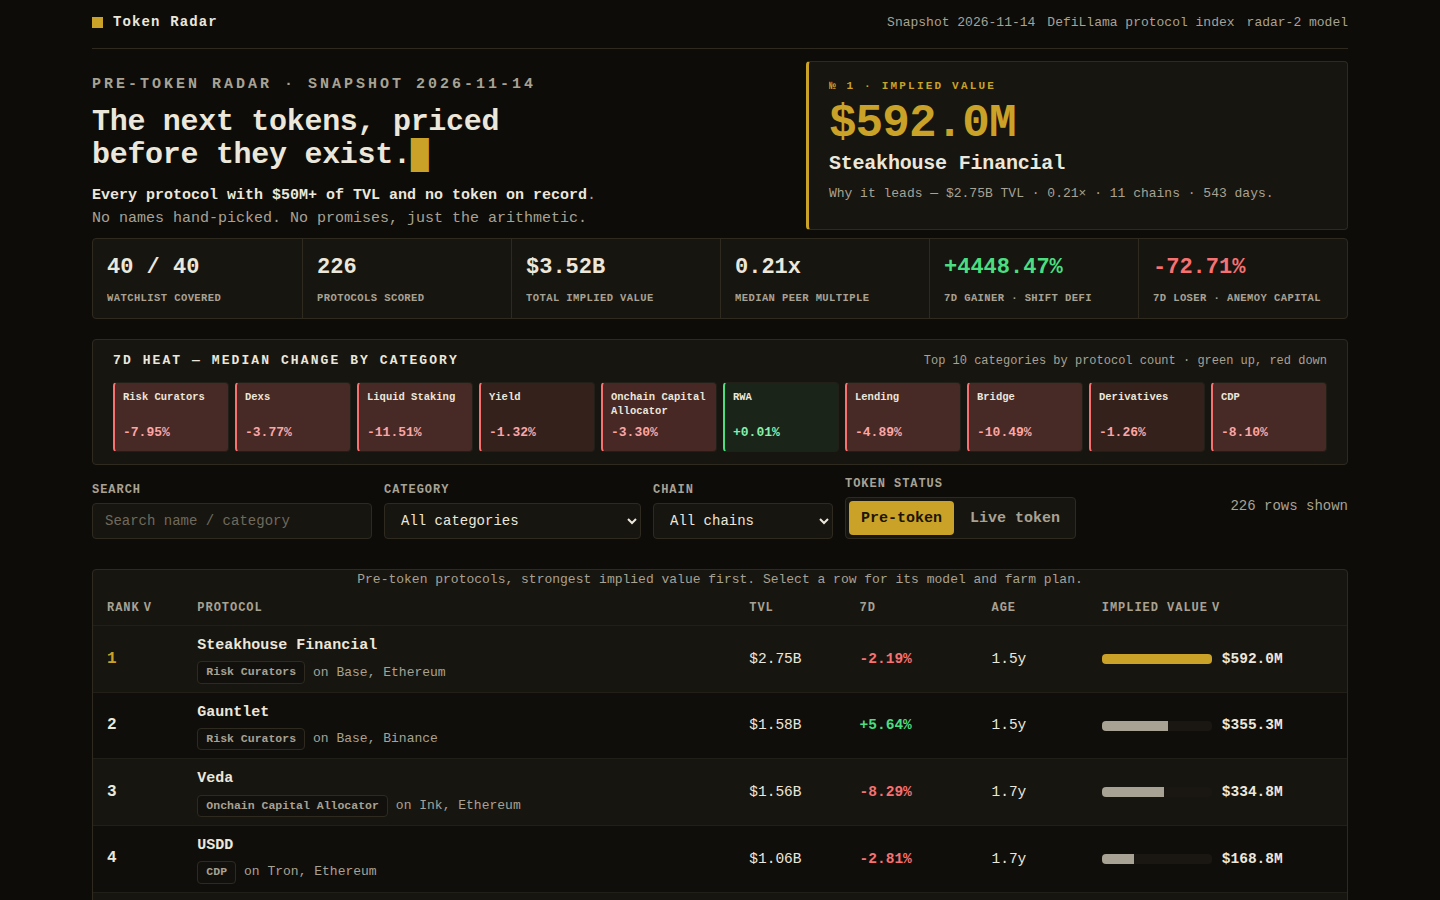 Token Radar
Snapshot 2026-11-14 DefiLlama protocol index radar-2 model
PRE-TOKEN RADAR · SNAPSHOT 2026-11-14
The next tokens, priced
before they exist.
Every protocol with $50M+ of TVL and no token on record.
No names hand-picked. No promises, just the arithmetic.
№ 1 · IMPLIED VALUE
$592.0M
Steakhouse Financial
Why it leads — $2.75B TVL · 0.21× · 11 chains · 543 days.
40 / 40
WATCHLIST COVERED
226
PROTOCOLS SCORED
$3.52B
TOTAL IMPLIED VALUE
0.21x
MEDIAN PEER MULTIPLE
+4448.47%
7D GAINER · SHIFT DEFI
-72.71%
7D LOSER · ANEMOY CAPITAL
7D HEAT — MEDIAN CHANGE BY CATEGORY
Top 10 categories by protocol count · green up, red down
Risk Curators
-7.95%
Dexs
-3.77%
Liquid Staking
-11.51%
Yield
-1.32%
Onchain Capital
Allocator
-3.30%
RWA
+0.01%
Lending
-4.89%
Bridge
-10.49%
Derivatives
-1.26%
CDP
-8.10%
SEARCH
Search name / category
CATEGORY
All categories
CHAIN
All chains
TOKEN STATUS
Pre-token Live token
226 rows shown
Pre-token protocols, strongest implied value first. Select a row for its model and farm plan.
RANK V PROTOCOL TVL 7D AGE IMPLIED VALUE V
1 Steakhouse Financial $2.75B -2.19% 1.5y $592.0M
Risk Curators on Base, Ethereum
2 Gauntlet $1.58B +5.64% 1.5y $355.3M
Risk Curators on Base, Binance
3 Veda $1.56B -8.29% 1.7y $334.8M
Onchain Capital Allocator on Ink, Ethereum
4 USDD $1.06B -2.81% 1.7y $168.8M
CDP on Tron, Ethereum